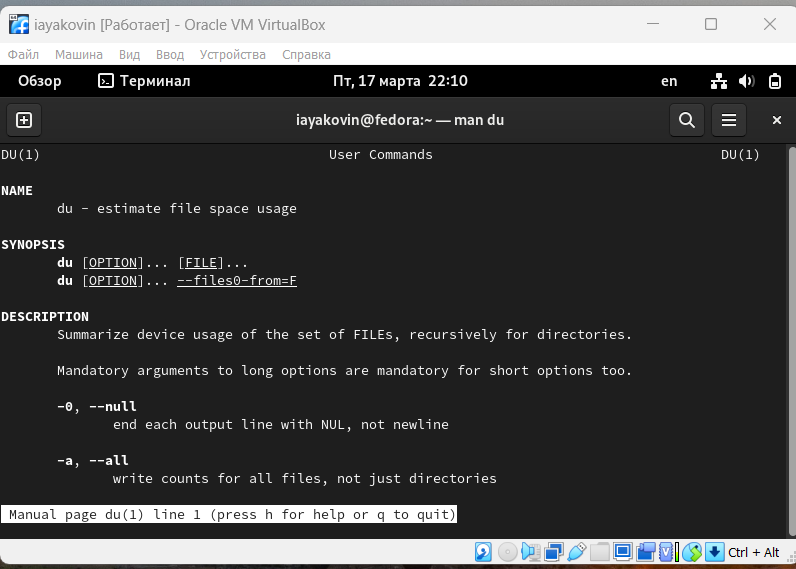 iayakovin [Работает] - Oracle VM VirtualBox
Файл Машина Вид Ввод Устройства Справка
Обзор Терминал Пт, 17 марта 22:10 en
iayakovin@fedora:~ — man du
DU(1) User Commands DU(1)
NAME
du - estimate file space usage
SYNOPSIS
du [OPTION]... [FILE]...
du [OPTION]... --files0-from=F
DESCRIPTION
Summarize device usage of the set of FILEs, recursively for directories.
Mandatory arguments to long options are mandatory for short options too.
-0, --null
end each output line with NUL, not newline
-a, --all
write counts for all files, not just directories
Manual page du(1) line 1 (press h for help or q to quit)
Ctrl + Alt